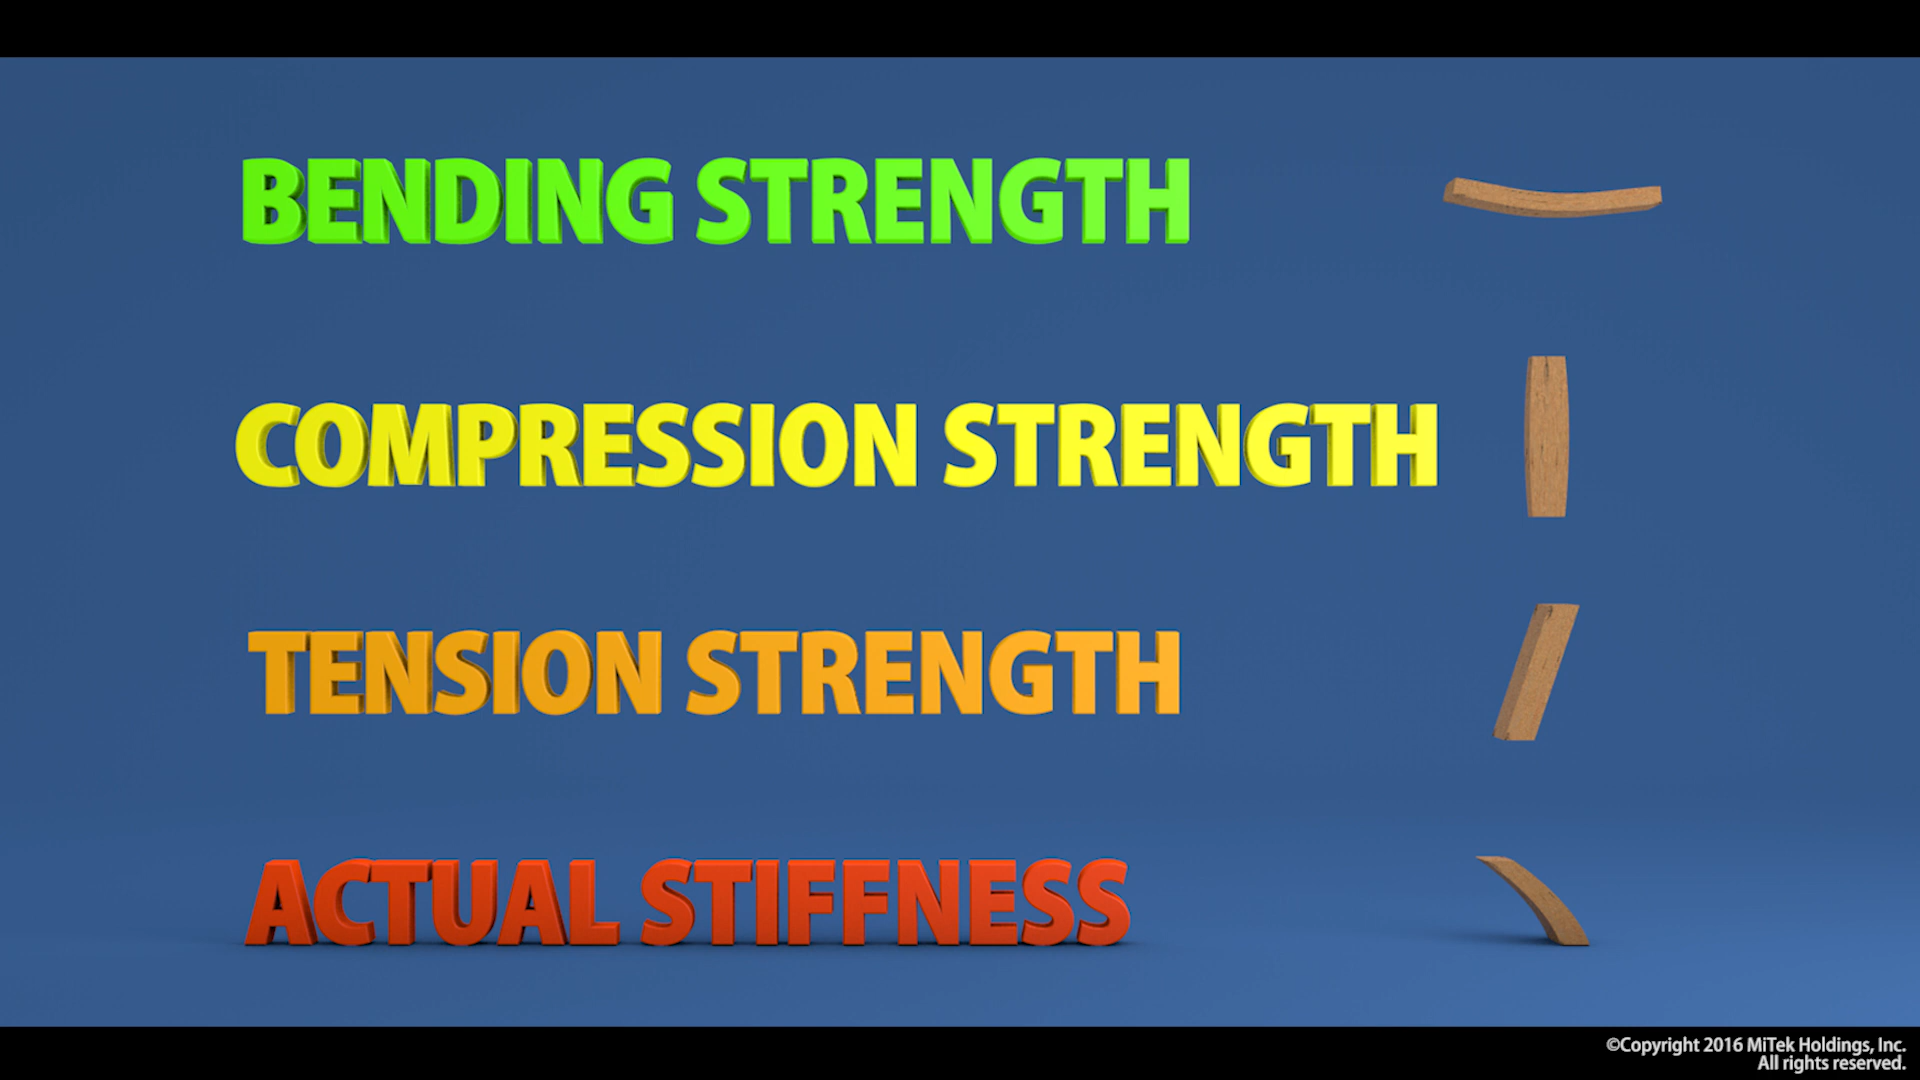 BENDING STRENGTH
COMPRESSION STRENGTH
TENSION STRENGTH
ACTUAL STIFFNESS
©Copyright 2016 MiTek Holdings, Inc.
All rights reserved.